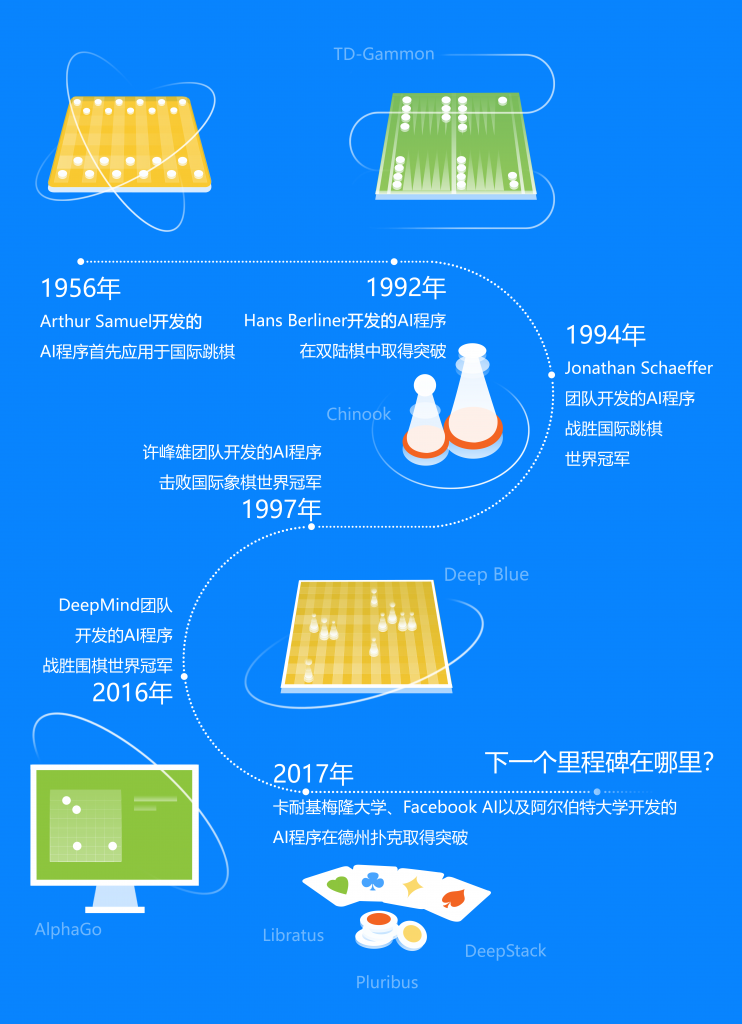 TD-Gammon
1956年
Arthur Samuel开发的
AI程序首先应用于国际跳棋
1992年
Hans Berliner开发的AI程序
在双陆棋中取得突破
1994年
Jonathan Schaeffer
团队开发的AI程序
战胜国际跳棋
世界冠军
Chinook
许峰雄团队开发的AI程序
击败国际象棋世界冠军
1997年
Deep Blue
DeepMind团队
开发的AI程序
战胜围棋世界冠军
2016年
AlphaGo
2017年
卡耐基梅隆大学、Facebook AI以及阿尔伯特大学开发的
AI程序在德州扑克取得突破
下一个里程碑在哪里?
Libratus
DeepStack
Pluribus